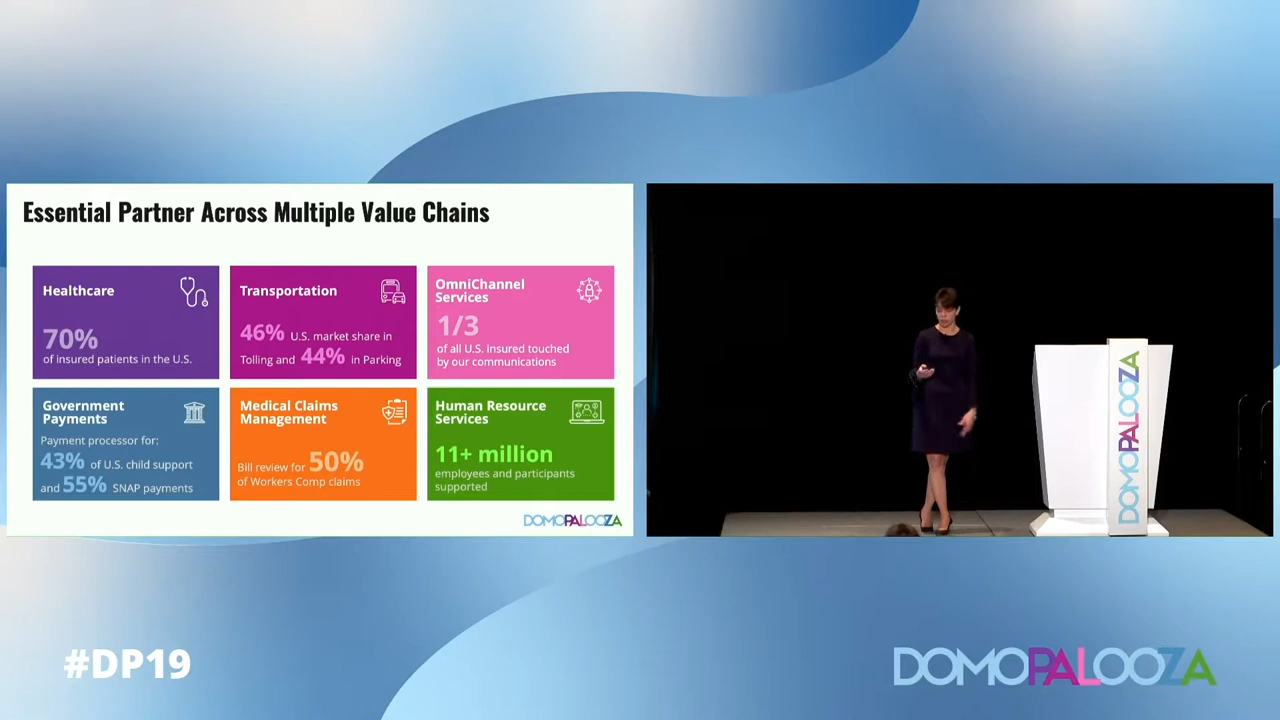 Essential Partner Across Multiple Value Chains
Healthcare
70%
of insured patients in the U.S.
Transportation
46% U.S. market share in
Tolling and 44% in Parking
OmniChannel
Services
1/3
of all U.S. insured touched
by our communications
Government
Payments
Payment processor for:
43% of U.S. child support
and 55% SNAP payments
Medical Claims
Management
Bill review for 50%
of Workers Comp claims
Human Resource
Services
11+ million
employees and participants
supported
DOMOPALOOZA
DOMOPALOOZA
#DP19
DOMOPALOOZA